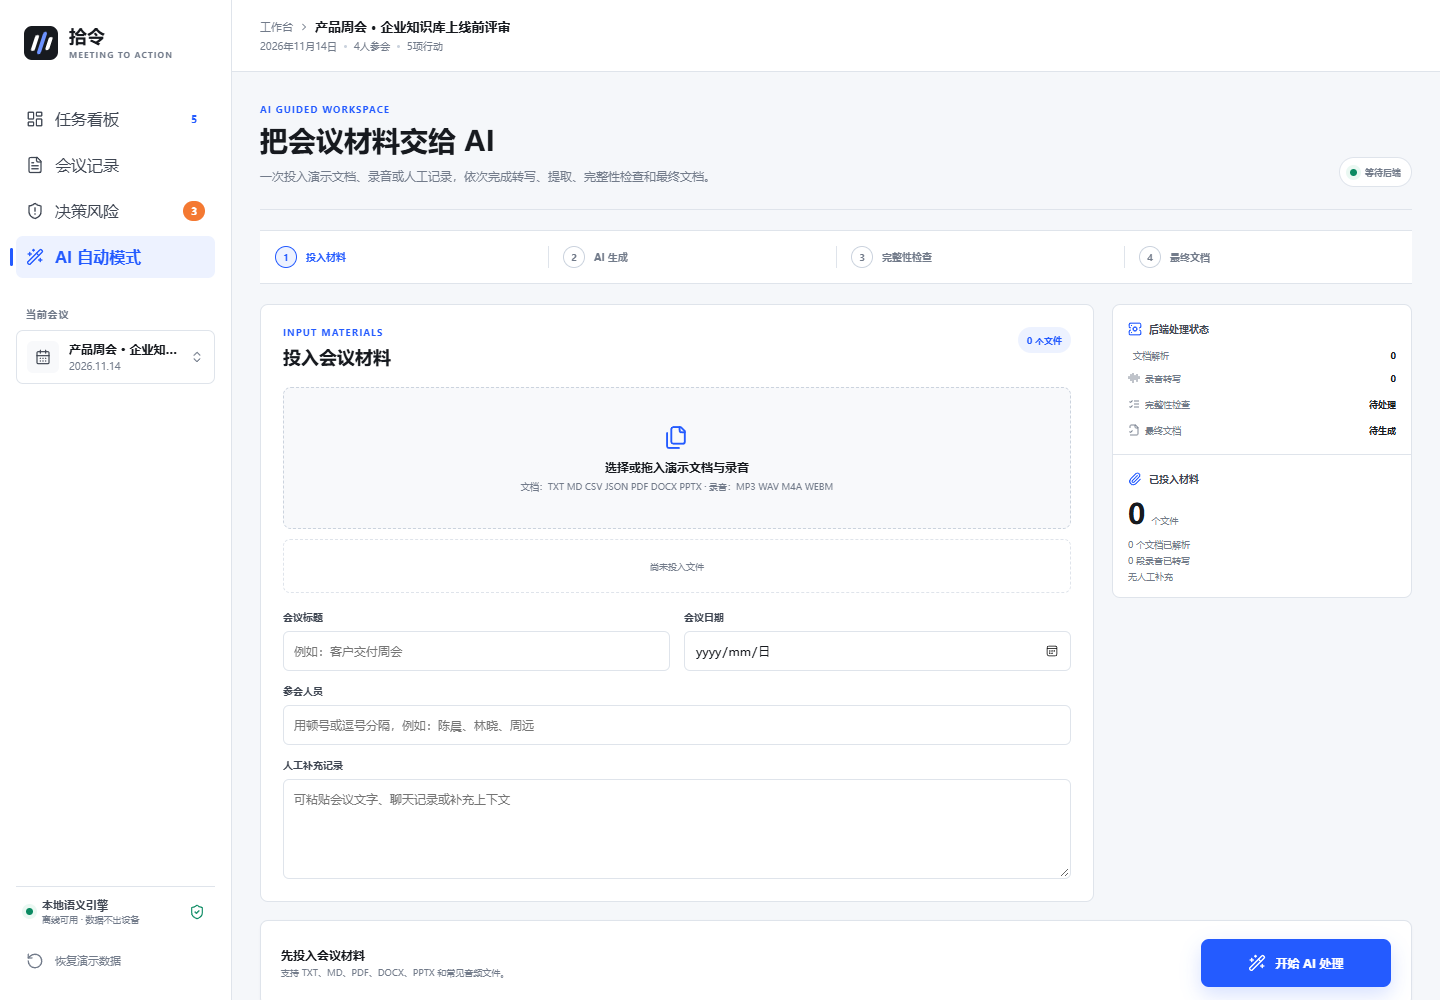 拾令
MEETING TO ACTION
任务看板 5
会议记录
决策风险 3
AI 自动模式
当前会议
产品周会 • 企业知...
2026.11.14
本地语义引擎
离线可用 · 数据不出设备
恢复演示数据
工作台 > 产品周会 • 企业知识库上线前评审
2026年11月14日 • 4人参会 • 5项行动
AI GUIDED WORKSPACE
把会议材料交给 AI
一次投入演示文档、录音或人工记录，依次完成转写、提取、完整性检查和最终文档。
等待后端
1 投入材料
2 AI 生成
3 完整性检查
4 最终文档
INPUT MATERIALS
投入会议材料
0 个文件
选择或拖入演示文档与录音
文档：TXT MD CSV JSON PDF DOCX PPTX · 录音：MP3 WAV M4A WEBM
尚未投入文件
会议标题
例如：客户交付周会
会议日期
yyyy/mm/日
参会人员
用顿号或逗号分隔，例如：陈晨、林晓、周远
人工补充记录
可粘贴会议文字、聊天记录或补充上下文
后端处理状态
文档解析 0
录音转写 0
完整性检查 待处理
最终文档 待生成
已投入材料
0 个文件
0 个文档已解析
0 段录音已转写
无人工补充
先投入会议材料
支持 TXT、MD、PDF、DOCX、PPTX 和常见音频文件。
开始 AI 处理